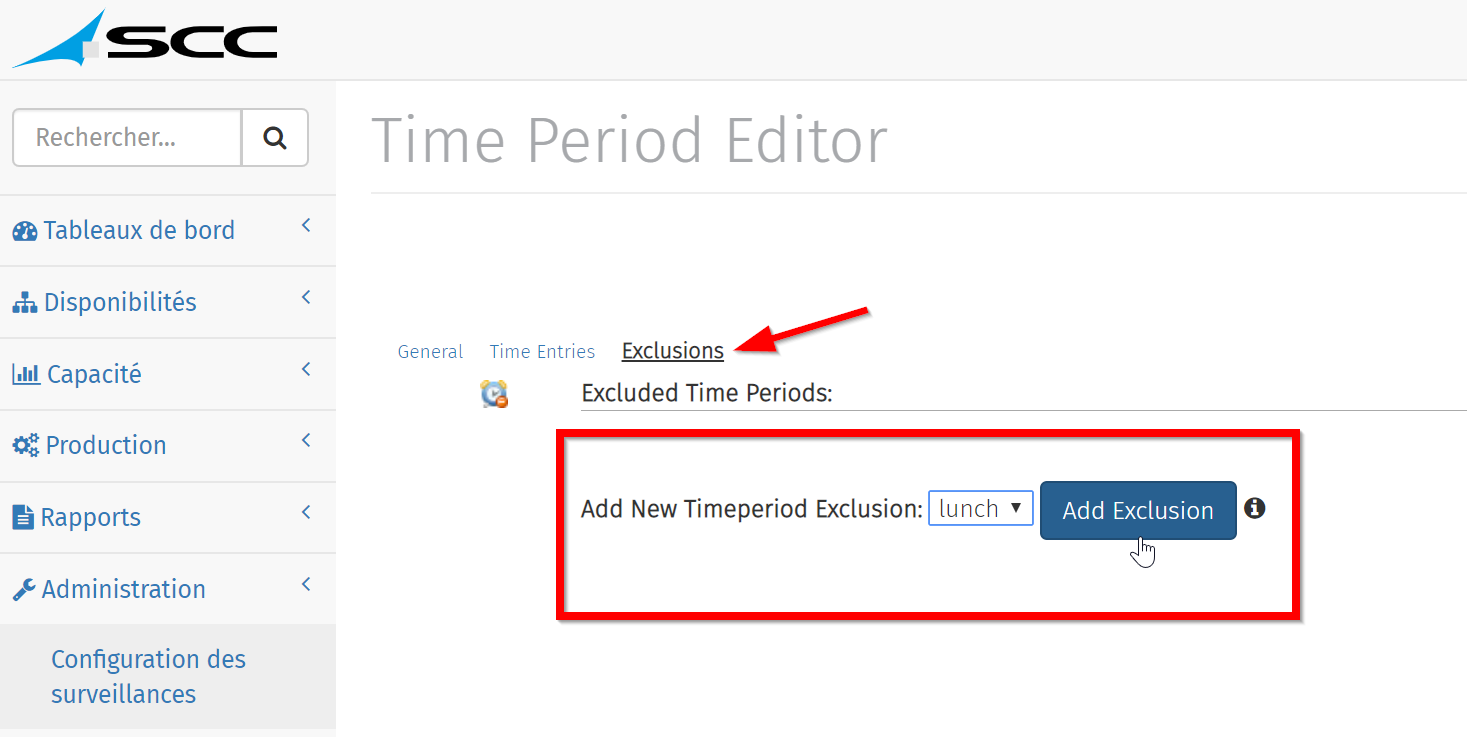 SCC
Rechercher...
Time Period Editor
Tableaux de bord
Disponibilités
Capacité
Production
Rapports
Administration
Configuration des
surveillances
General Time Entries Exclusions
Excluded Time Periods:
Add New Timeperiod Exclusion: lunch Add Exclusion